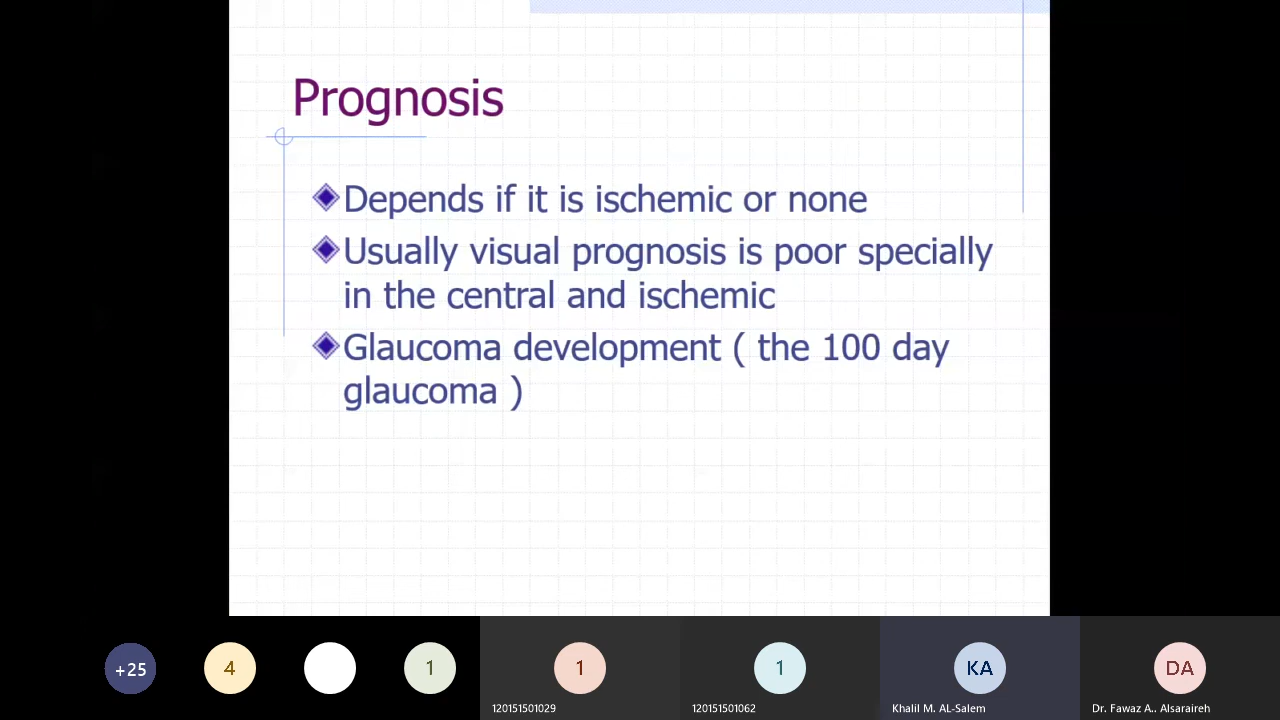 Prognosis
Depends if it is ischemic or none
Usually visual prognosis is poor specially
in the central and ischemic
Glaucoma development ( the 100 day
glaucoma )
+25
4
1
1
1
KA
DA
120151501029
120151501062
Khalil M. AL-Salem
Dr. Fawaz A.. Alsaraireh